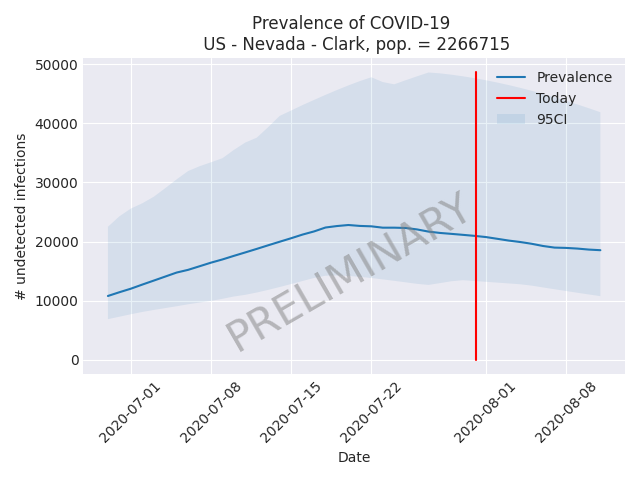 Prevalence of COVID-19
US - Nevada - Clark, pop. = 2266715
50000
40000
30000
20000
10000
0
# undetected infections
Prevalence
Today
95CI
PRELIMINARY
2020-07-01
2020-07-08
2020-07-15
2020-07-22
2020-08-01
2020-08-08
Date